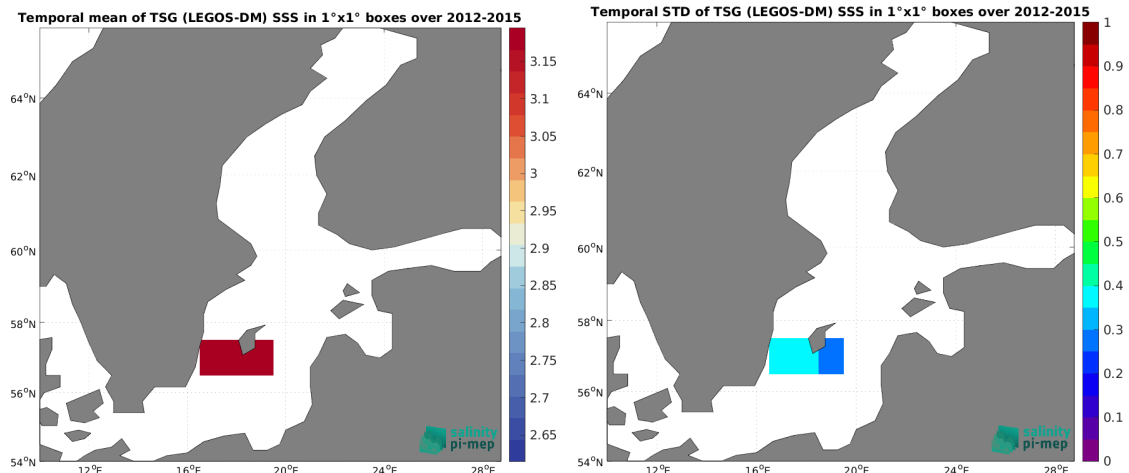 Temporal mean of TSG (LEGOS-DM) SSS in 1°x1° boxes over 2012-2015
64°N
62°N
60°N
58°N
56°N
54°N
12°E
16°E
20°E
24°E
28°E
3.15
3.1
3.05
3
2.95
2.9
2.85
2.8
2.75
2.7
2.65
salinity
pi-mep
Temporal STD of TSG (LEGOS-DM) SSS in 1°x1° boxes over 2012-2015
64°N
62°N
60°N
58°N
56°N
54°N
12°E
16°E
20°E
24°E
28°E
1
0.9
0.8
0.7
0.6
0.5
0.4
0.3
0.2
0.1
0
salinity
pi-mep